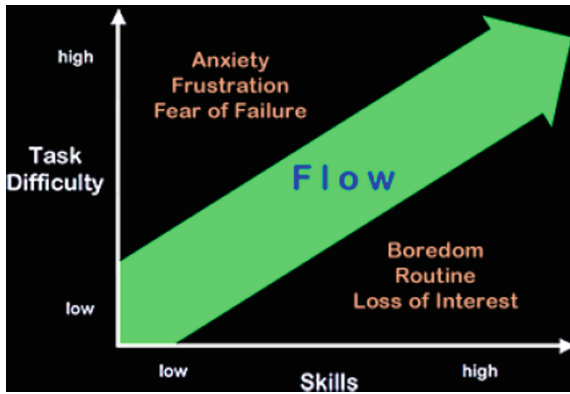 high
Anxiety
Frustration
Fear of Failure
Task
Difficulty
Flow
Boredom
Routine
Loss of Interest
low
low
high
Skills